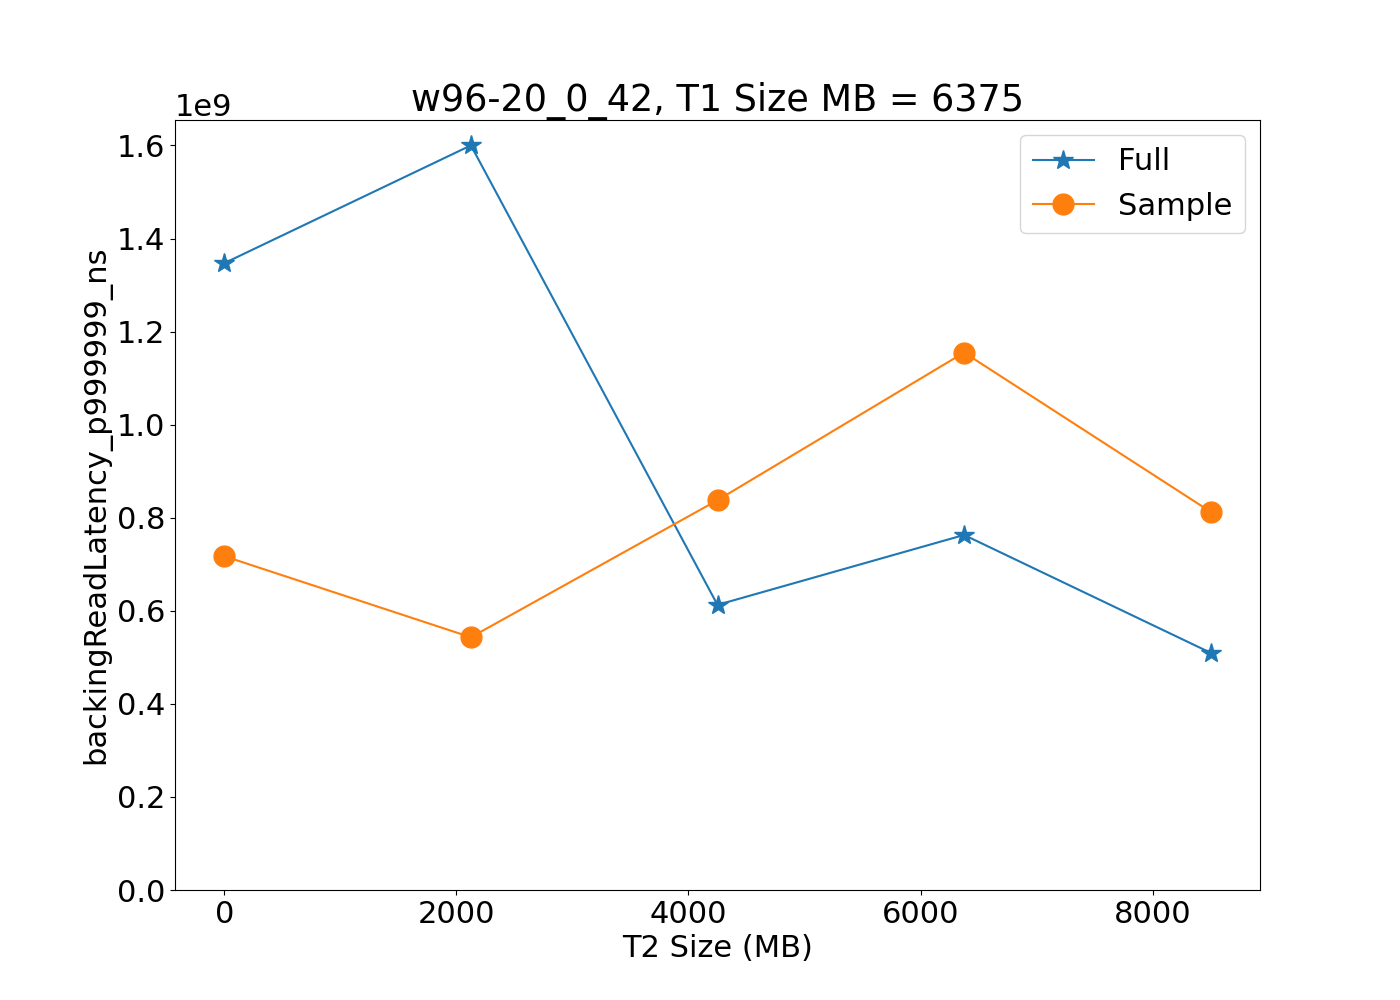 w96-20_0_42, T1 Size MB = 6375
1e9
1.6
1.4
1.2
1.0
0.8
0.6
0.4
0.2
0.0
backingReadLatency_p999999_ns
Full
Sample
0 2000 4000 6000 8000
T2 Size (MB)